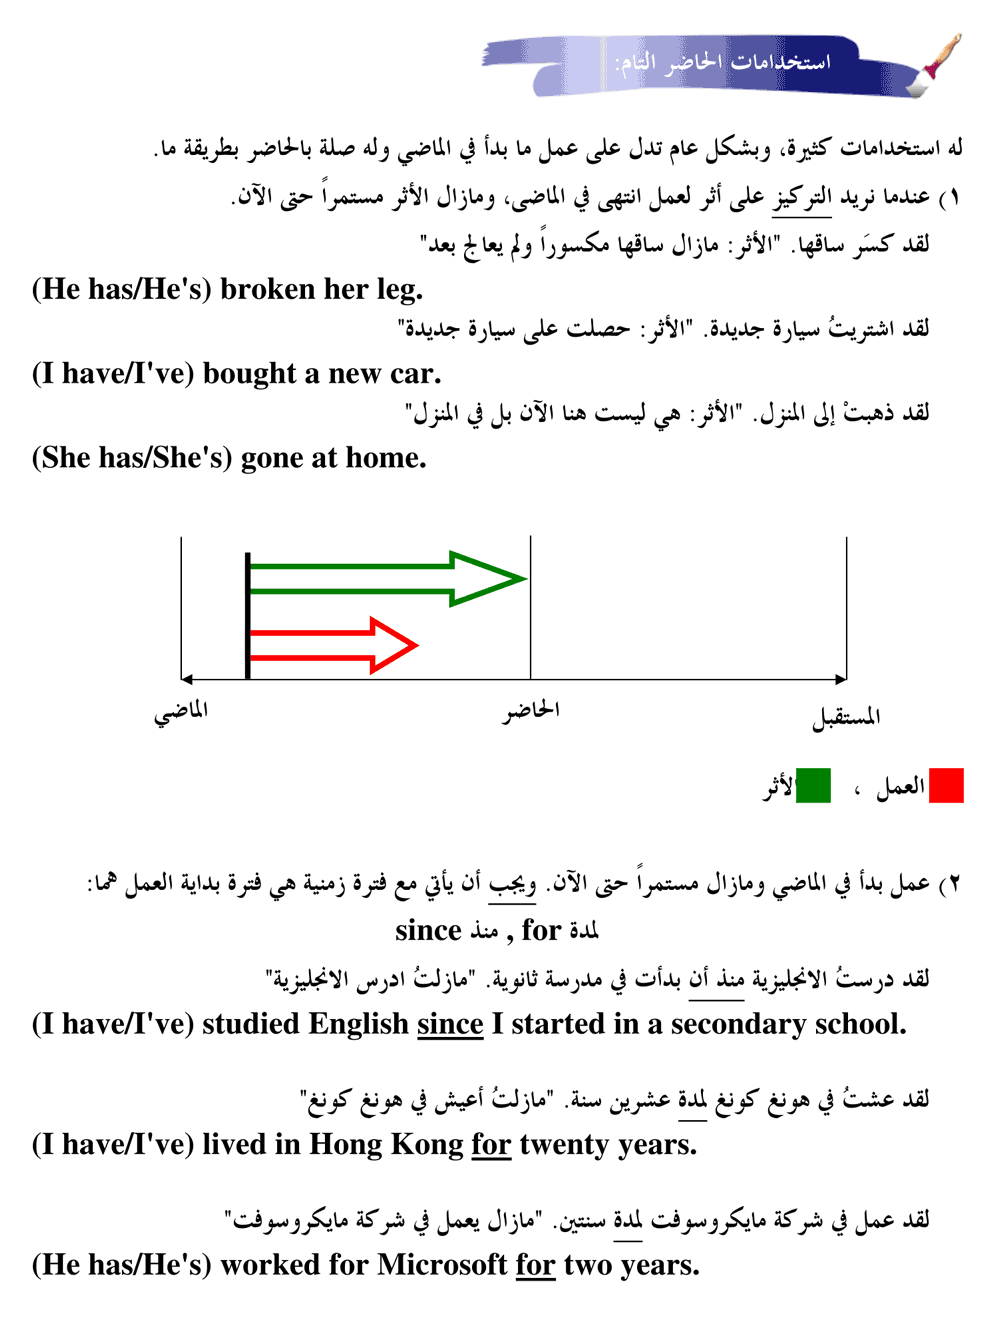 استخدامات الحاضر التام:
له استخدامات كثيرة، وبشكل عام تدل على عمل ما بدأ في الماضي وله صلة بالحاضر بطريقة ما.
١) عندما نريد التركيز على أثر لعمل انتهى في الماضى، ومازال الأثر مستمراً حتى الآن.
لقد كسَر ساقها. "الأثر: مازال ساقها مكسوراً ولم يعالج بعد"
(He has/He's) broken her leg.
لقد اشتريتُ سيارة جديدة. "الأثر: حصلت على سيارة جديدة"
(I have/I've) bought a new car.
لقد ذهبتْ إلى المنزل. "الأثر: هي ليست هنا الآن بل في المنزل"
(She has/She's) gone at home.
الماضي الحاضر المستقبل
العمل ، الأثر
٢) عمل بدأ في الماضي ومازال مستمراً حتى الآن. ويجب أن يأتي مع فترة زمنية هي فترة بداية العمل هما:
since منذ , for لمدة
لقد درستُ الانجليزية منذ أن بدأت في مدرسة ثانوية. "مازلتُ ادرس الانجليزية"
(I have/I've) studied English since I started in a secondary school.
لقد عشتُ في هونغ كونغ لمدة عشرين سنة. "مازلتُ أعيش في هونغ كونغ"
(I have/I've) lived in Hong Kong for twenty years.
لقد عمل في شركة مايكروسوفت لمدة سنتين. "مازال يعمل في شركة مايكروسوفت"
(He has/He's) worked for Microsoft for two years.